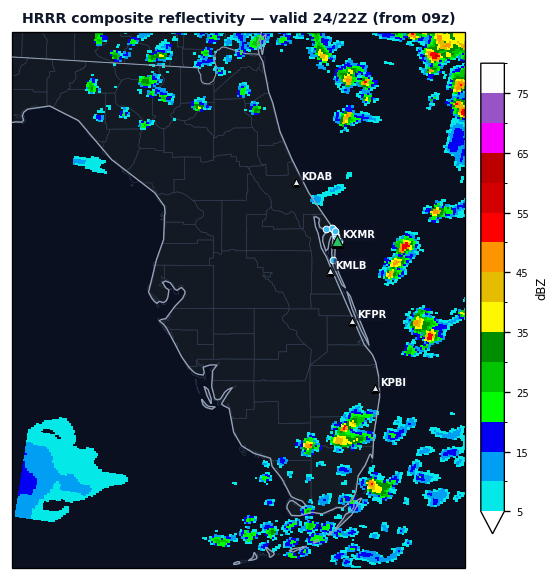 HRRR composite reflectivity — valid 24/22Z (from 09z)
KDAB
KXMR
KMLB
KFPR
KPBI
75
65
55
45
35
25
15
5
dBZ